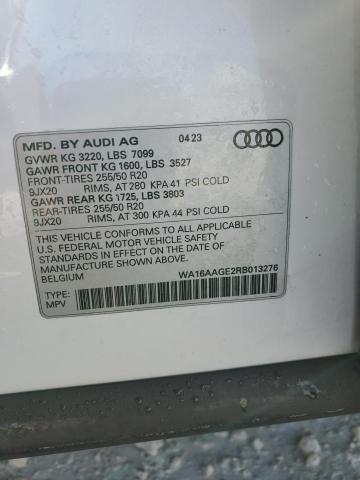 MFD. BY AUDI AG 04 23
GVWR KG 3220, LBS 7099
GAWR FRONT KG 1600, LBS 3527
FRONT-TIRES 255/50 R20
9JX20 RIMS, AT 280 KPA 41 PSI COLD
GAWR REAR KG 1725, LBS 3803
REAR-TIRES 255/50 R20
9JX20 RIMS, AT 300 KPA 44 PSI COLD
THIS VEHICLE CONFORMS TO ALL APPLICABLE
U.S. FEDERAL MOTOR VEHICLE SAFETY
STANDARDS IN EFFECT ON THE DATE OF
MANUFACTURE SHOWN ABOVE. MADE IN
BELGIUM
WA16AAGE2RB013276
TYPE:
MPV